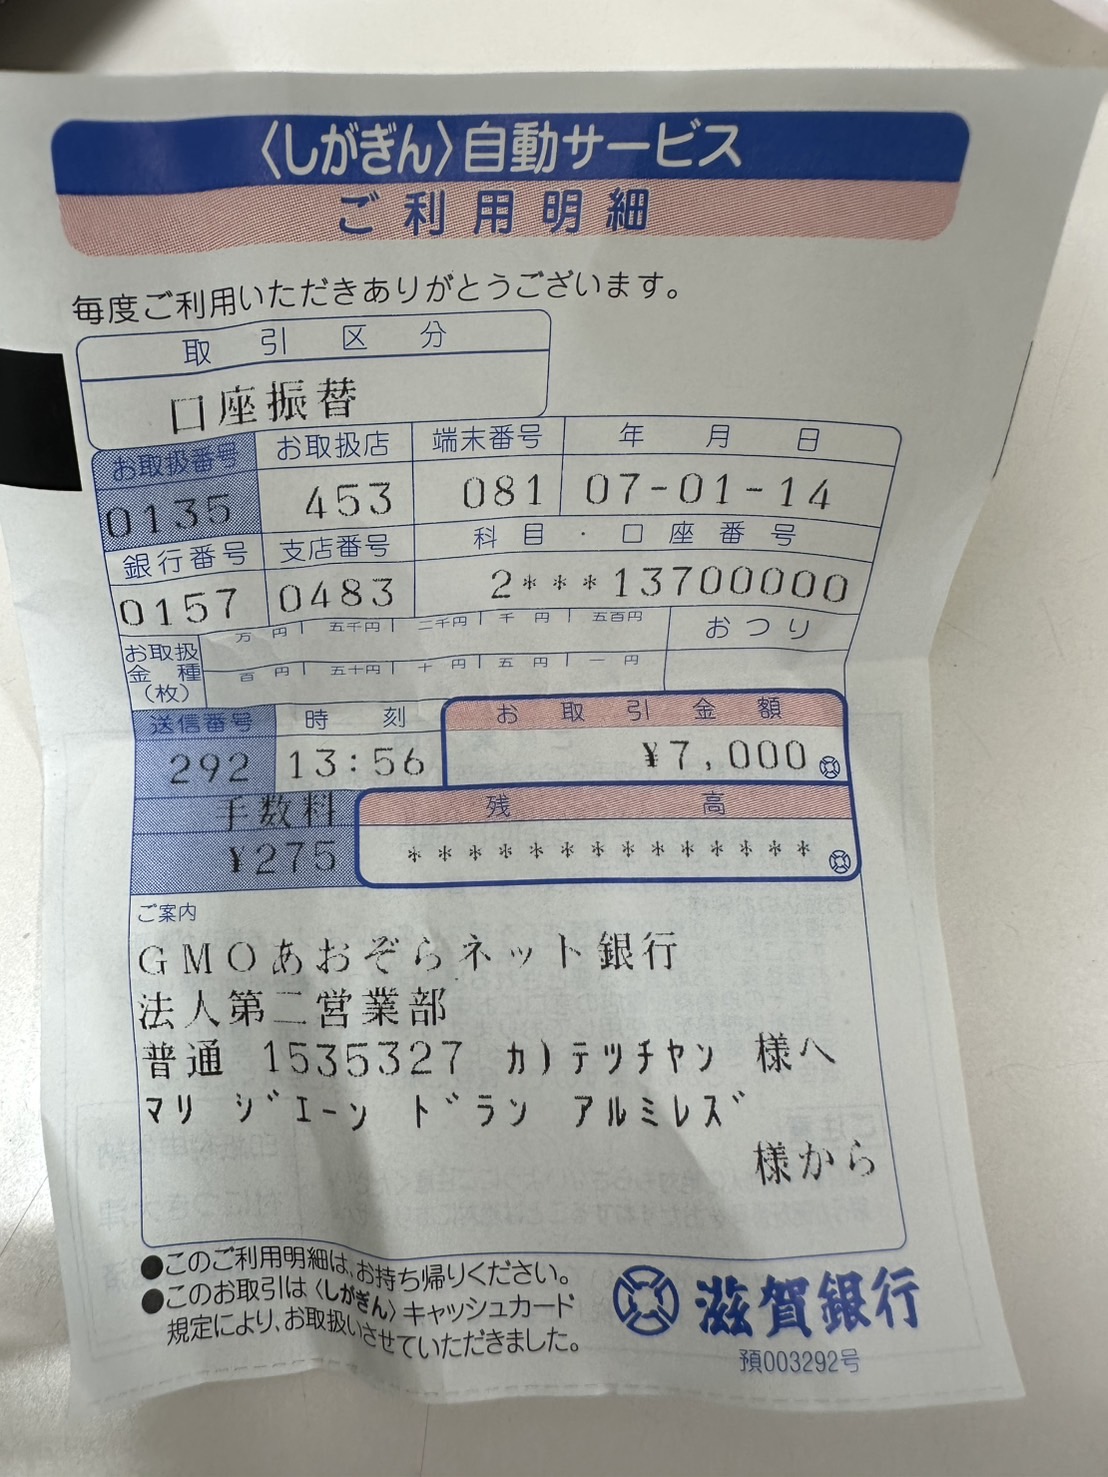 〈しがぎん〉自動サービス
ご利用明細
毎度ご利用いただきありがとうございます。
取引区分
口座振替
お取扱番号 お取扱店 端末番号 年 月 日
0135 453 081 07-01-14
銀行番号 支店番号 科目・口座番号
0157 0483 2***13700000
お取扱金種(枚) 万円 五千円 二千円 千円 五百円 おつり
百円 五十円 十円 五円 一円
送信番号 時刻 お取引金額
292 13:56 ¥7,000
手数料 残高
¥275 **************
ご案内
GMOあおぞらネット銀行
法人第二営業部
普通 1535327 カ)テツチヤン 様へ
マリ ジエーン ドラン アルミレズ
様から
●このご利用明細は、お持ち帰りください。
●このお取引は〈しがぎん〉キャッシュカード
規定により、お取扱いさせていただきました。
滋賀銀行
預003292号